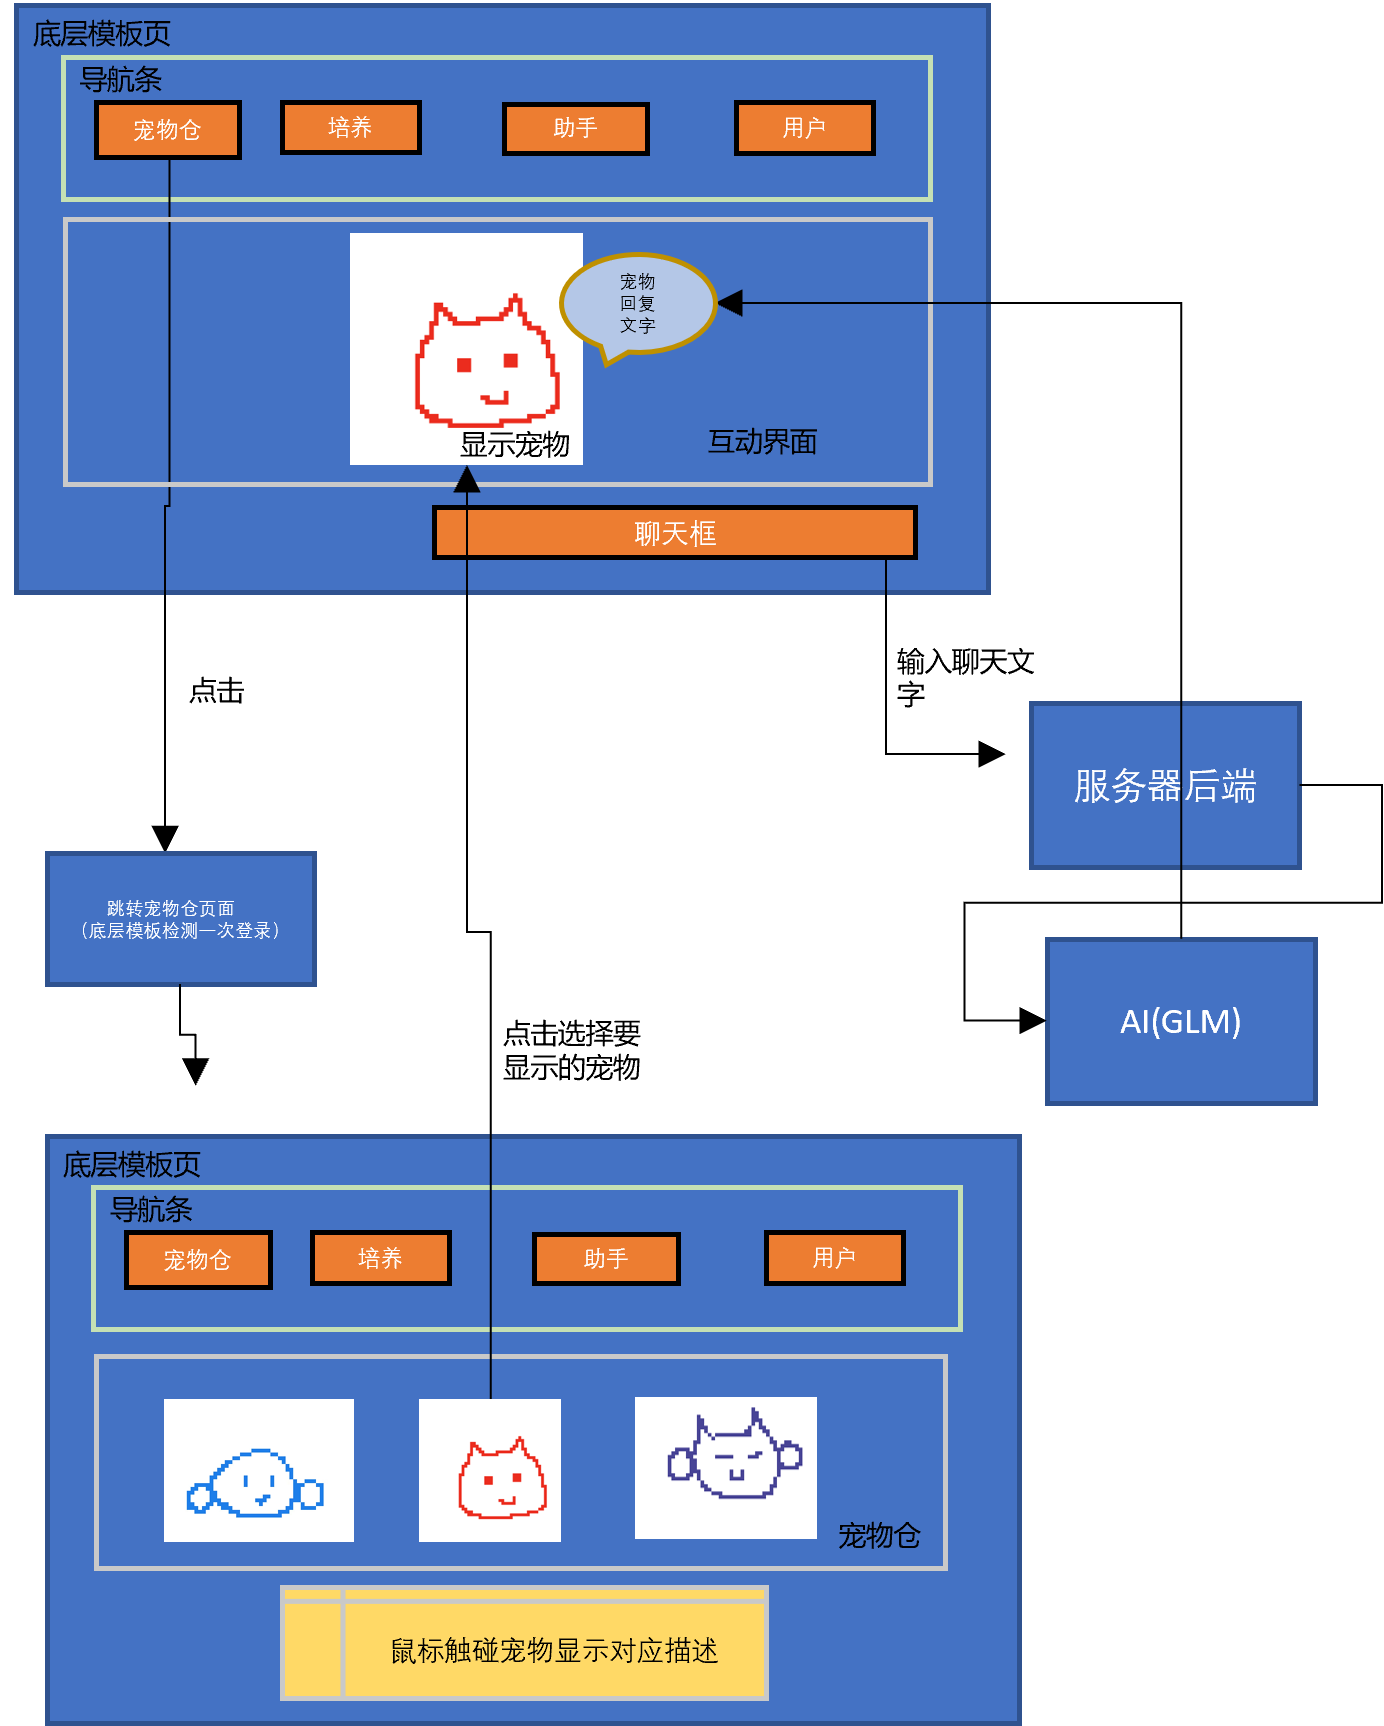 底层模板页
导航条
宠物仓
培养
助手
用户
宠物
回复
文字
显示宠物
互动界面
聊天框
点击
输入聊天文
字
服务器后端
跳转宠物仓页面
（底层模板检测一次登录）
AI(GLM)
点击选择要
显示的宠物
底层模板页
导航条
宠物仓
培养
助手
用户
宠物仓
鼠标触碰宠物显示对应描述